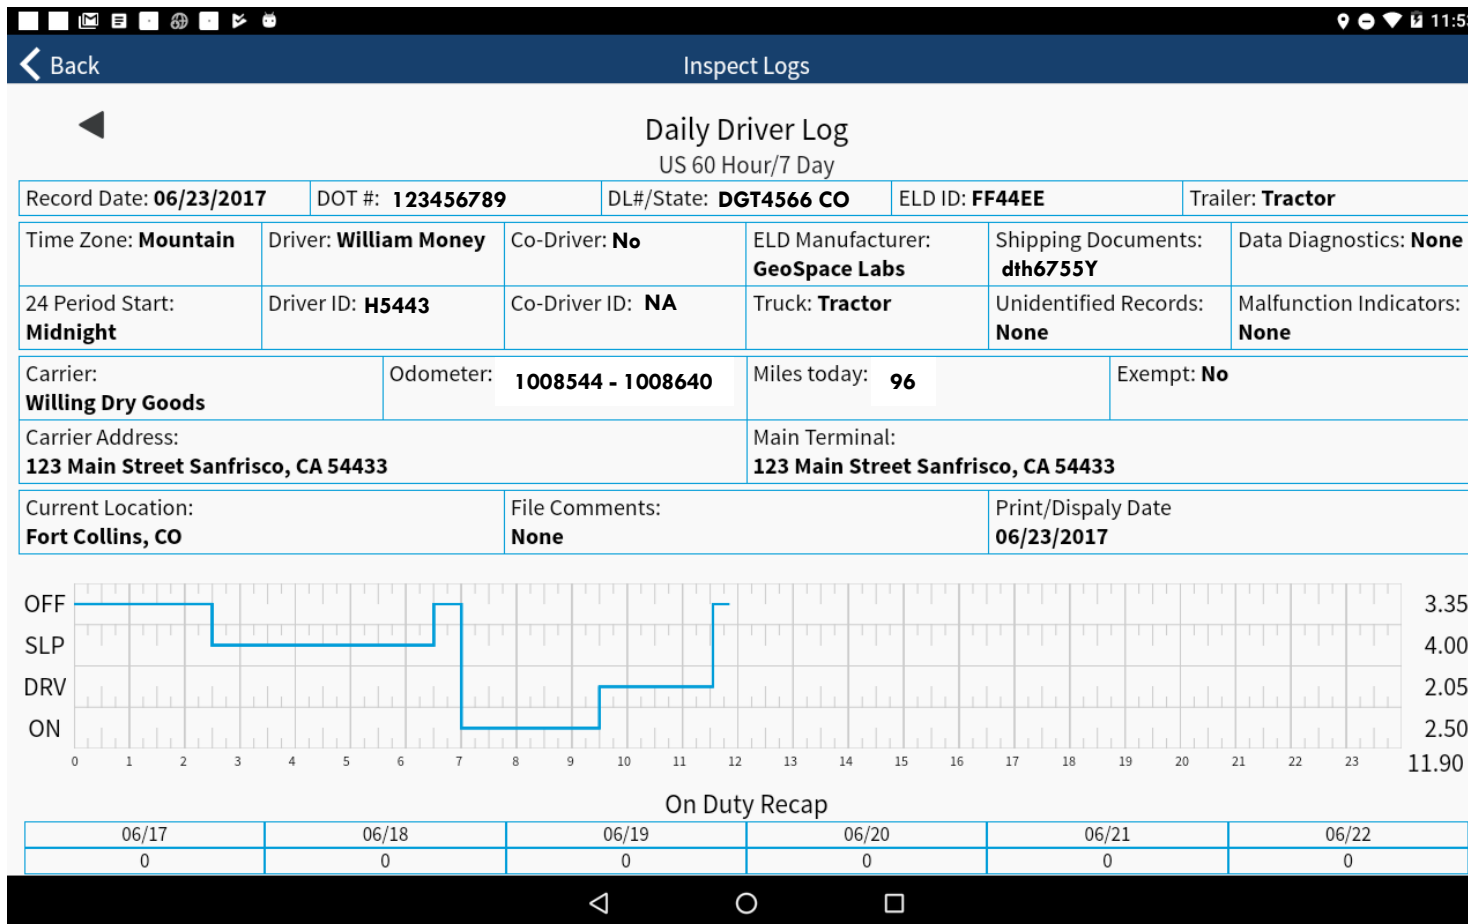 11:5
Back
Inspect Logs
Daily Driver Log
US 60 Hour/7 Day
Record Date: 06/23/2017 DOT #: 123456789 DL#/State: DGT4566 CO ELD ID: FF44EE Trailer: Tractor
Time Zone: Mountain Driver: William Money Co-Driver: No ELD Manufacturer: Shipping Documents: Data Diagnostics: None
GeoSpace Labs dth6755Y
24 Period Start: Driver ID: H5443 Co-Driver ID: NA Truck: Tractor Unidentified Records: Malfunction Indicators:
Midnight None None
Carrier: Odometer: 1008544 - 1008640 Miles today: 96 Exempt: No
Willing Dry Goods
Carrier Address: Main Terminal:
123 Main Street Sanfrisco, CA 54433 123 Main Street Sanfrisco, CA 54433
Current Location: File Comments: Print/Dispaly Date
Fort Collins, CO None 06/23/2017
OFF 3.35
SLP 4.00
DRV 2.05
ON 2.50
0 1 2 3 4 5 6 7 8 9 10 11 12 13 14 15 16 17 18 19 20 21 22 23 11.90
On Duty Recap
06/17 06/18 06/19 06/20 06/21 06/22
0 0 0 0 0 0